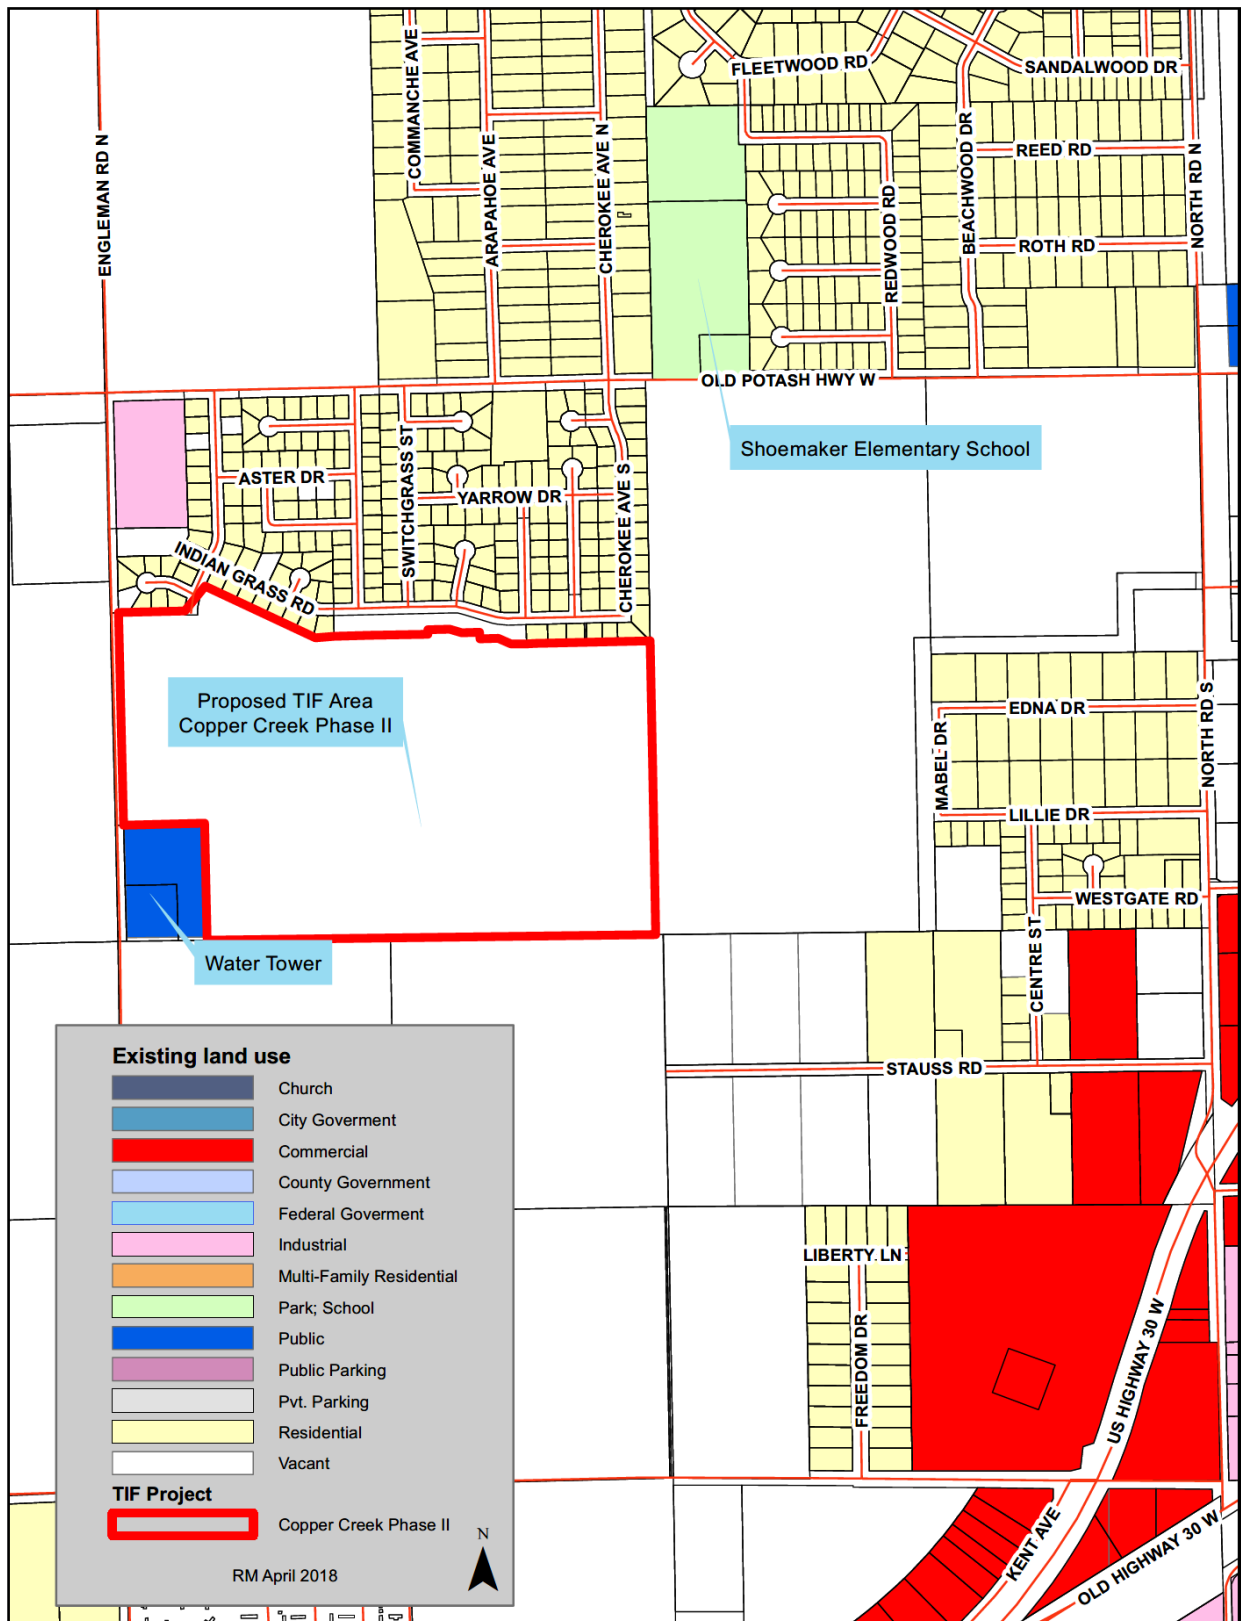 COMMANCHE AVE
ARAPAHOE AVE
CHEROKEE AVE N
FLEETWOOD RD
SANDALWOOD DR
BEACHWOOD DR
REED RD
ROTH RD
REDWOOD RD
NORTH RD N
ENGLEMAN RD N
OLD POTASH HWY W
Shoemaker Elementary School
ASTER DR
SWITCHGRASS ST
YARROW DR
CHEROKEE AVE S
INDIAN GRASS RD
Proposed TIF Area
Copper Creek Phase II
EDNA DR
MABEL DR
NORTH RD S
LILLIE DR
WESTGATE RD
CENTRE ST
Water Tower
STAUSS RD
LIBERTY LN
FREEDOM DR
US HIGHWAY 30 W
KENT AVE
OLD HIGHWAY 30 W
Existing land use
Church
City Goverment
Commercial
County Government
Federal Goverment
Industrial
Multi-Family Residential
Park; School
Public
Public Parking
Pvt. Parking
Residential
Vacant
TIF Project
Copper Creek Phase II
N
RM April 2018